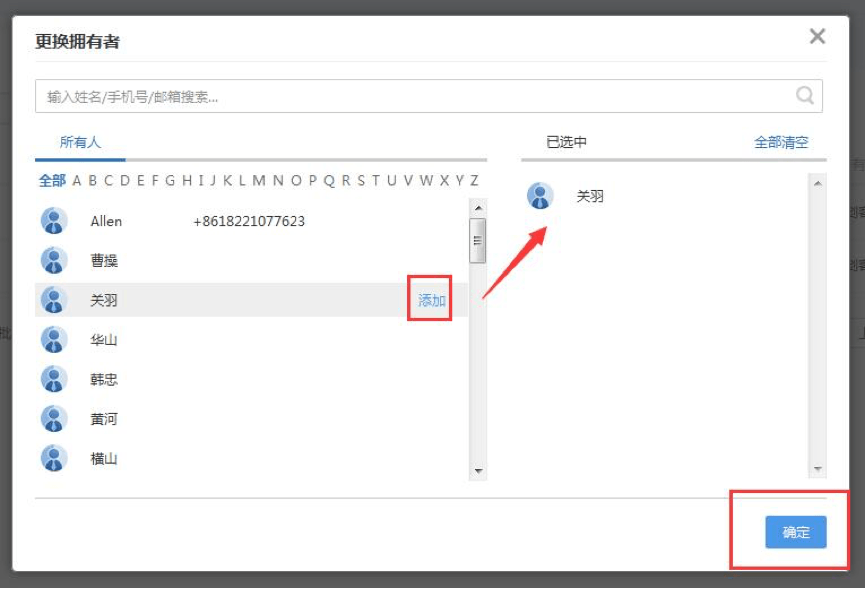 更换拥有者
输入姓名/手机号/邮箱搜索...
所有人
已选中
全部清空
全部 A B C D E F G H I J K L M N O P Q R S T U V W X Y Z
Allen +8618221077623
曹操
关羽 添加
华山
韩忠
黄河
横山
关羽
确定